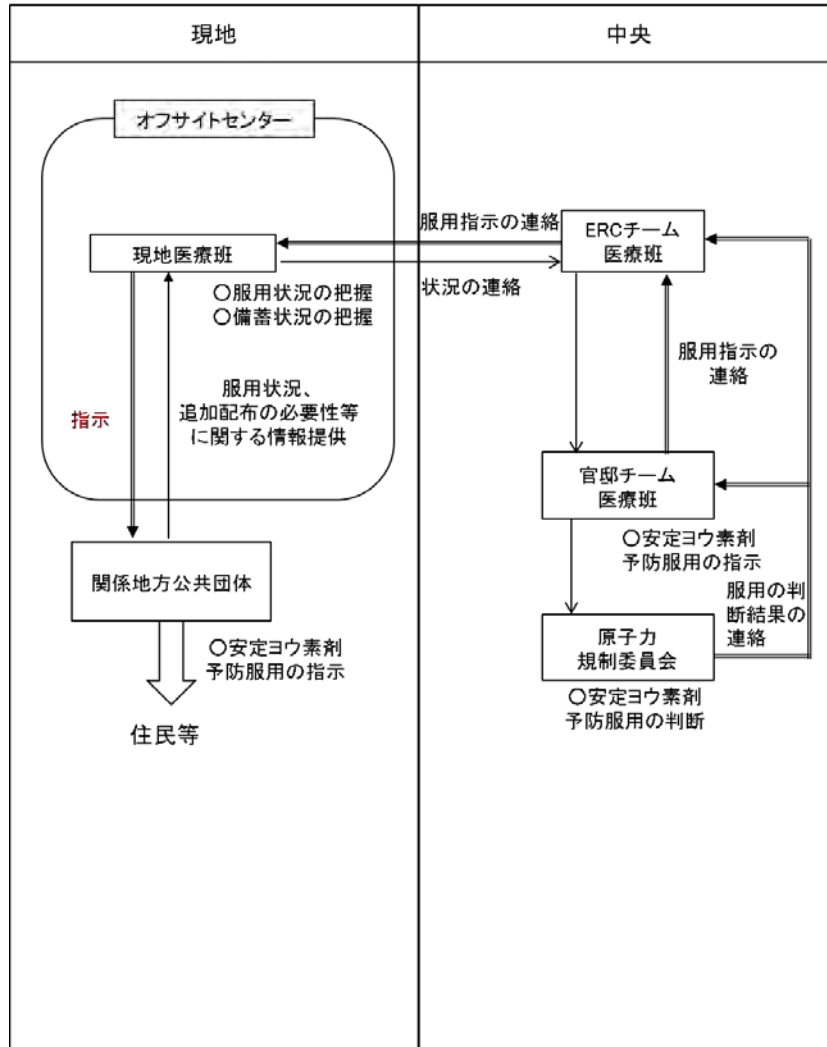 現地
中央
オフサイトセンター
服用指示の連絡
ERCチーム
医療班
現地医療班
状況の連絡
○服用状況の把握
○備蓄状況の把握
服用指示の
連絡
指示
服用状況、
追加配布の必要性等
に関する情報提供
官邸チーム
医療班
○安定ヨウ素剤
予防服用の指示
関係地方公共団体
服用の判
断結果の
連絡
○安定ヨウ素剤
予防服用の指示
原子力
規制委員会
○安定ヨウ素剤
予防服用の判断
住民等